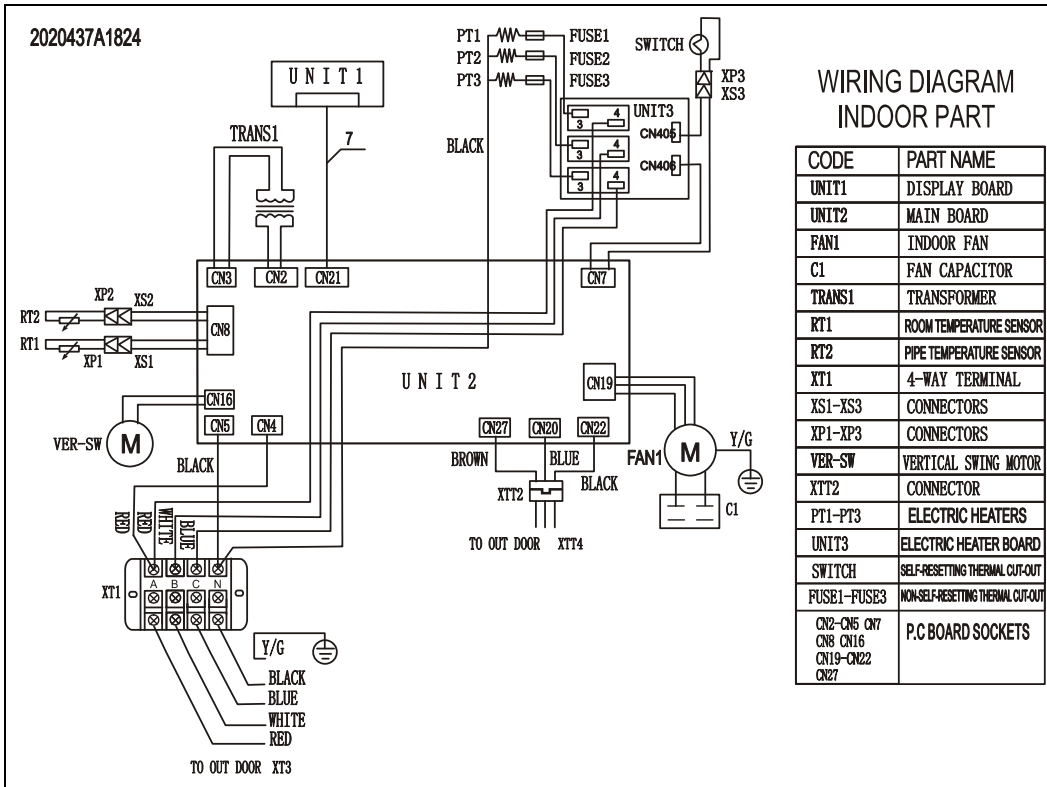 2020437A1824
UNIT1
TRANS1
7
PT1 FUSE1
PT2 FUSE2
PT3 FUSE3
BLACK
SWITCH
XP3
XS3
UNIT3
3 4
3 4
3 4
CN405
CN406
CN3 CN2 CN21 CN7
XP2 XS2
RT2
RT1
XP1 XS1
CN8
UNIT2
CN19
CN16
CN5 CN4
CN27 CN20 CN22
VER-SW M
BLACK
BROWN BLUE BLACK
XTT2
TO OUT DOOR XTT4
FAN1 M Y/G
C1
RED RED WHITE BLUE
XT1
A B C N
Y/G
BLACK
BLUE
WHITE
RED
TO OUT DOOR XT3
WIRING DIAGRAM
INDOOR PART
CODE PART NAME
UNIT1 DISPLAY BOARD
UNIT2 MAIN BOARD
FAN1 INDOOR FAN
C1 FAN CAPACITOR
TRANS1 TRANSFORMER
RT1 ROOM TEMPERATURE SENSOR
RT2 PIPE TEMPERATURE SENSOR
XT1 4-WAY TERMINAL
XS1-XS3 CONNECTORS
XP1-XP3 CONNECTORS
VER-SW VERTICAL SWING MOTOR
XTT2 CONNECTOR
PT1-PT3 ELECTRIC HEATERS
UNIT3 ELECTRIC HEATER BOARD
SWITCH SELF-RESETTING THERMAL CUT-OUT
FUSE1-FUSE3 NON-SELF-RESETTING THERMAL CUT-OUT
CN2-CN5 CN7 P.C BOARD SOCKETS
CN8 CN16
CN19-CN22
CN27